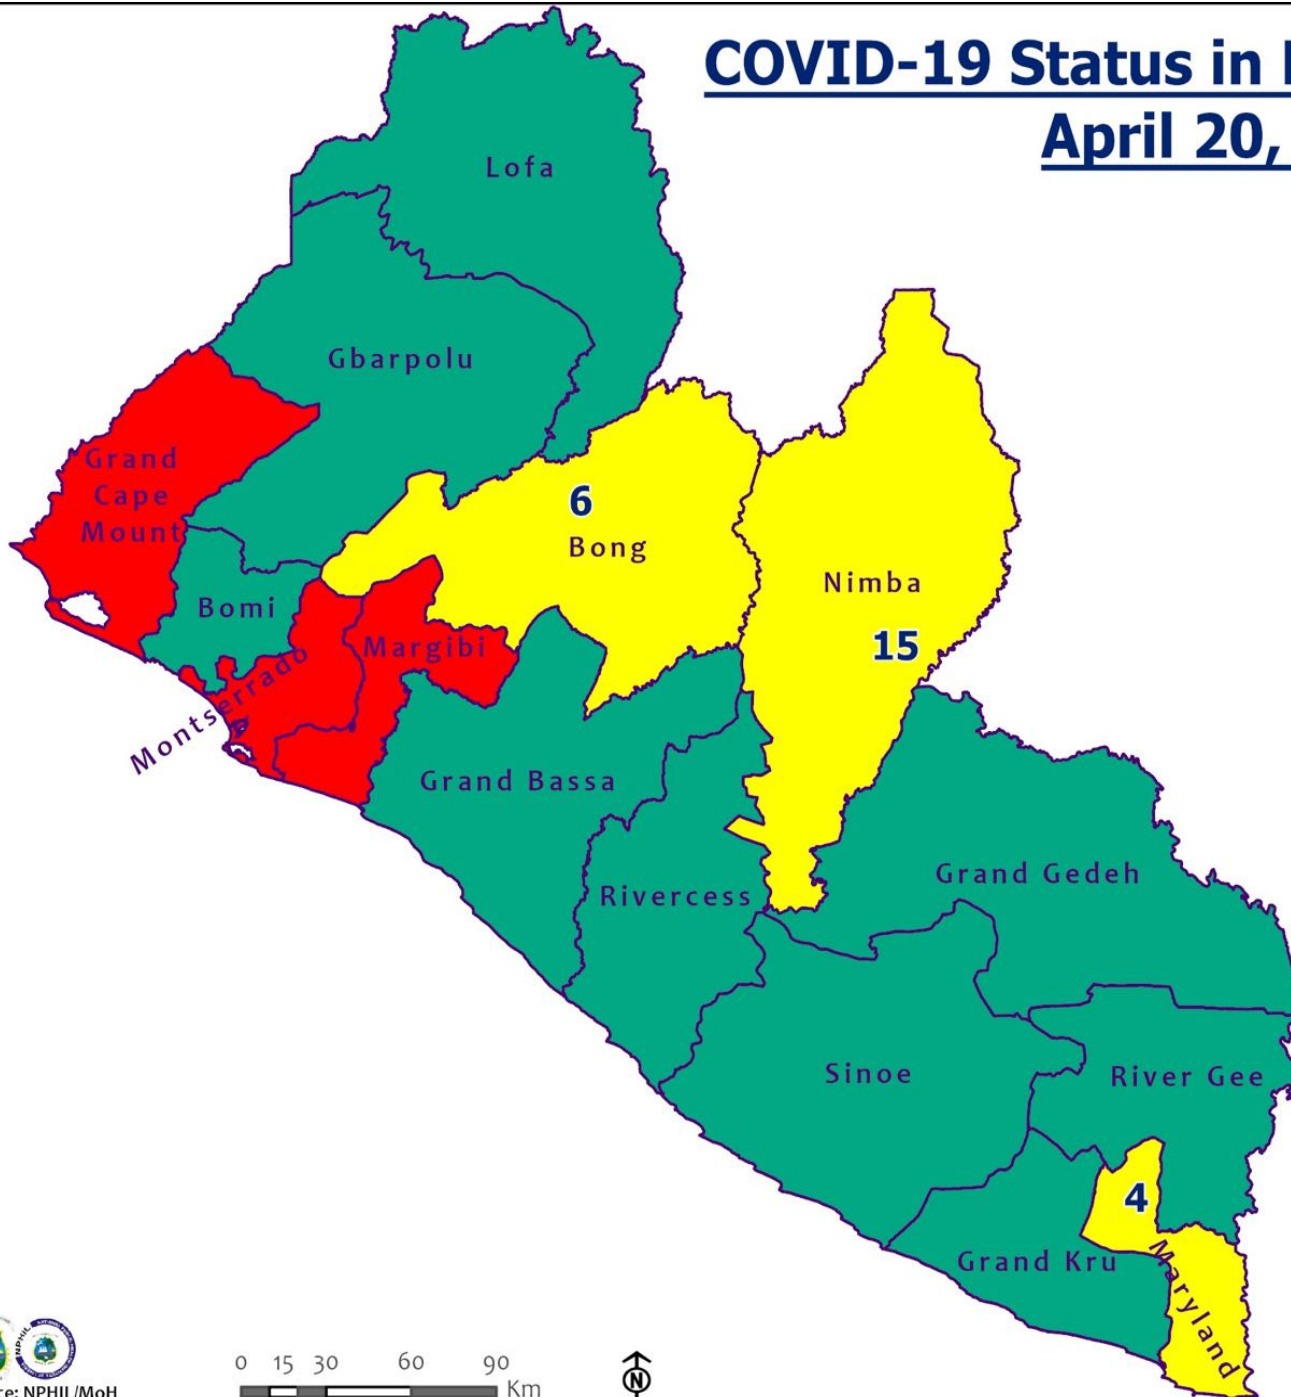 COVID-19 Status in
April 20,
Lofa
Gbarpolu
Grand
Cape
Mount
6
Bong
Nimba
15
Bomi
Margibi
Montserrado
Grand Bassa
Rivercess
Grand Gedeh
Sinoe
River Gee
4
Grand Kru
Maryland
NPHIL
0 15 30 60 90
Km
N
NPHIL/MoH